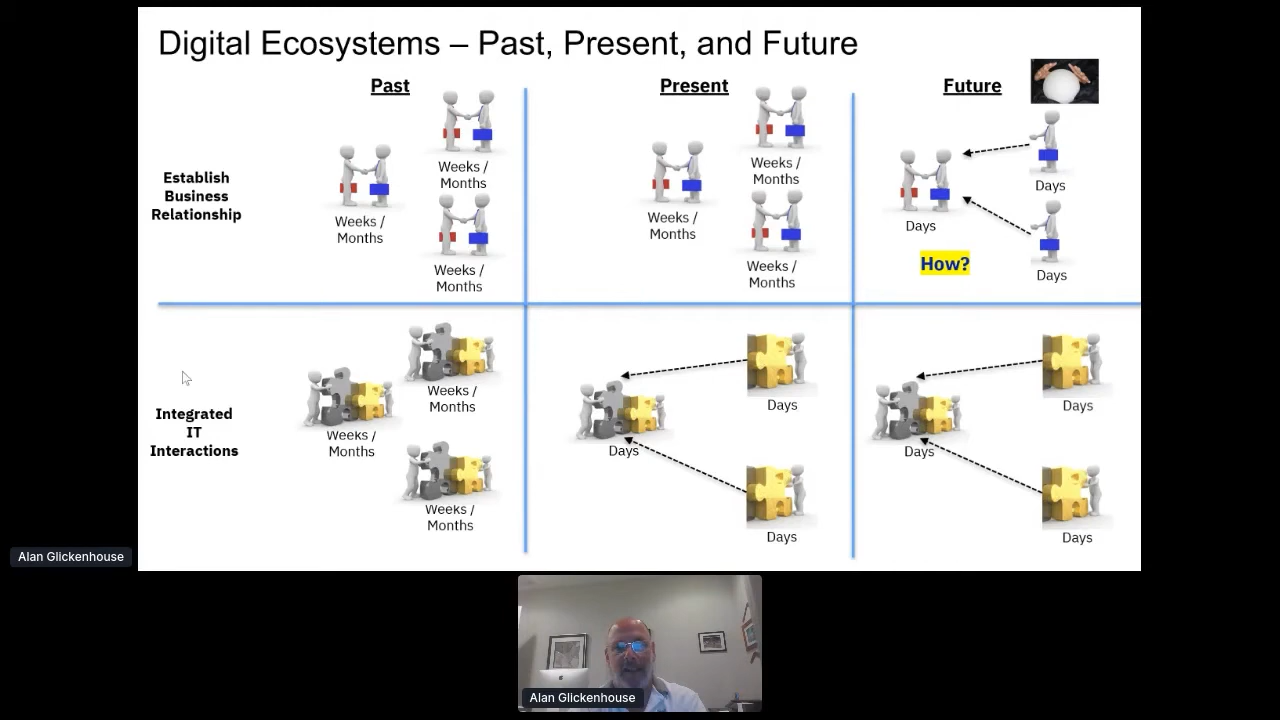 Digital Ecosystems – Past, Present, and Future
Past
Present
Future
Establish
Business
Relationship
Weeks /
Months
Weeks /
Months
Weeks /
Months
Weeks /
Months
Weeks /
Months
Weeks /
Months
Days
Days
Days
How?
Integrated
IT
Interactions
Weeks /
Months
Weeks /
Months
Weeks /
Months
Days
Days
Days
Days
Days
Days
Alan Glickenhouse
Alan Glickenhouse